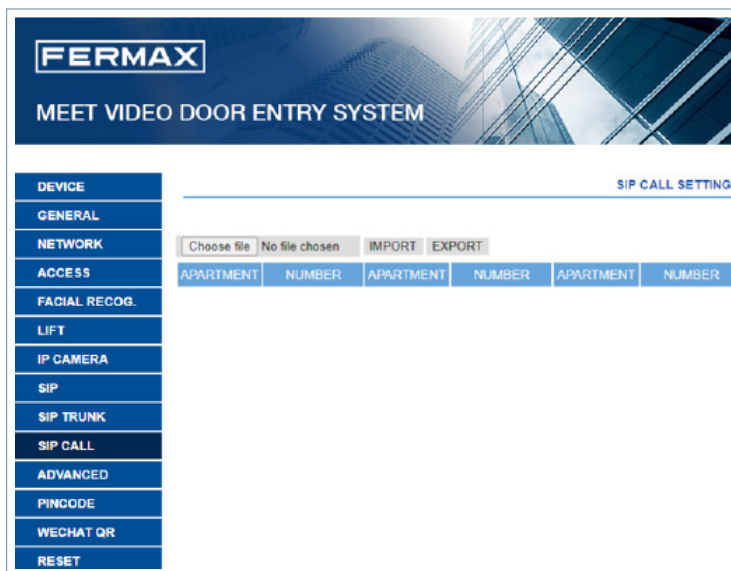 FERMAX
MEET VIDEO DOOR ENTRY SYSTEM
DEVICE
GENERAL
NETWORK
ACCESS
FACIAL RECOG.
LIFT
IP CAMERA
SIP
SIP TRUNK
SIP CALL
ADVANCED
PINCODE
WECHAT QR
RESET
SIP CALL SETTING
Choose file No file chosen IMPORT EXPORT
APARTMENT NUMBER APARTMENT NUMBER APARTMENT NUMBER